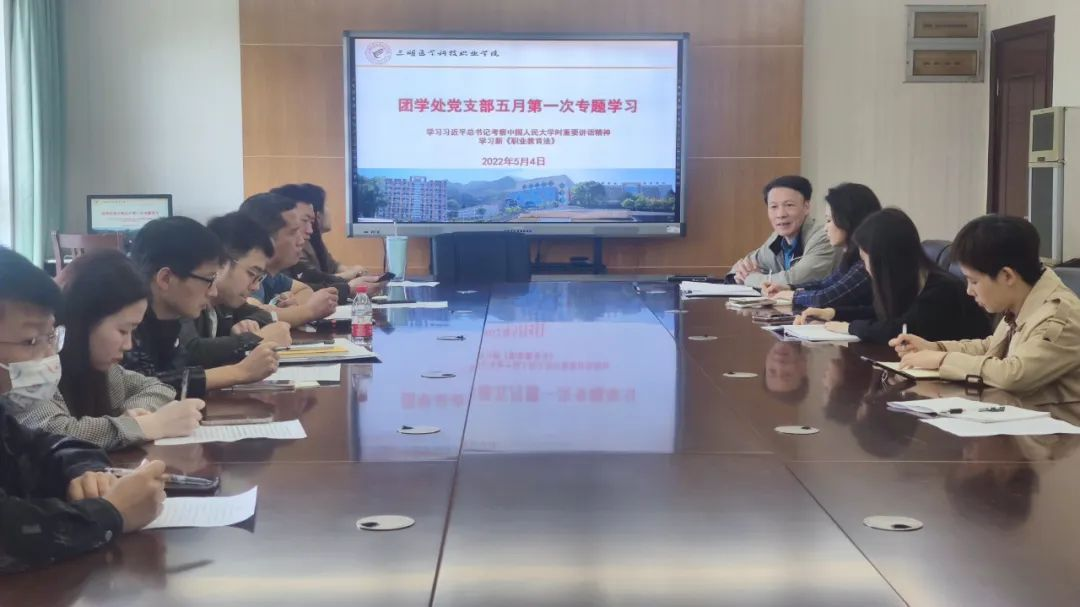 三明医学科技职业学院
团学处党支部五月第一次专题学习
学习习近平总书记考察中国人民大学时重要讲话精神
学习新《职业教育法》
2022年5月4日